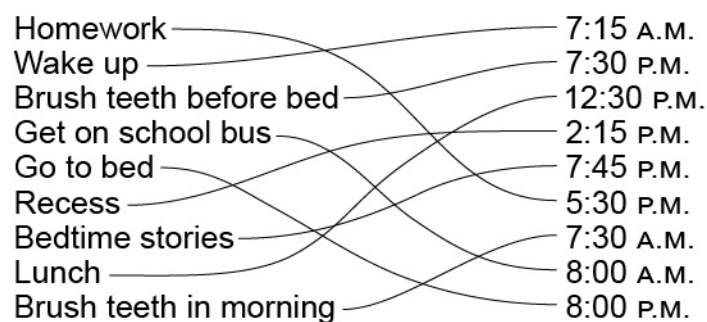 Homework 7:15 A.M.
Wake up 7:30 P.M.
Brush teeth before bed 12:30 P.M.
Get on school bus 2:15 P.M.
Go to bed 7:45 P.M.
Recess 5:30 P.M.
Bedtime stories 7:30 A.M.
Lunch 8:00 A.M.
Brush teeth in morning 8:00 P.M.